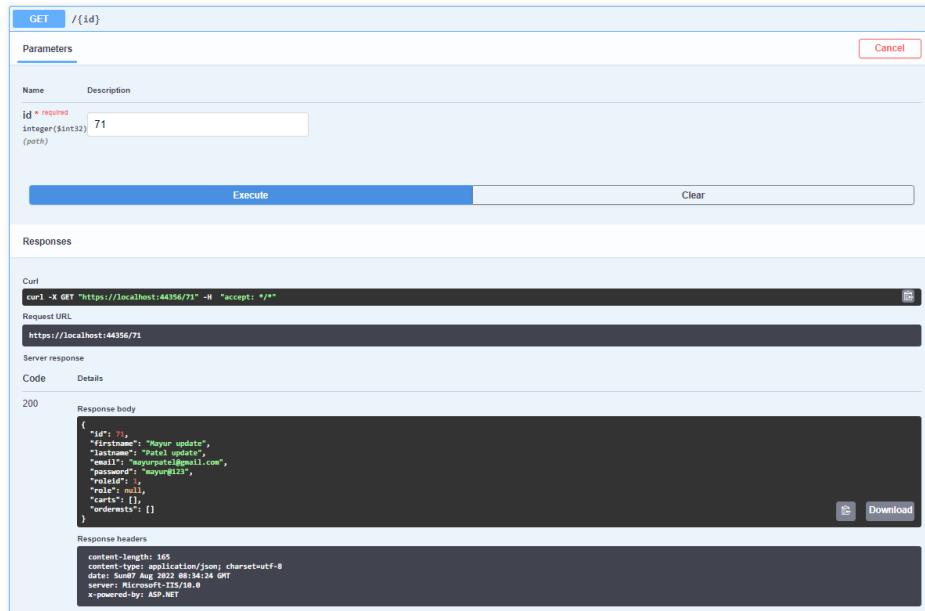 GET /{id}
Parameters Cancel
Name Description
id * required
integer($int32)
(path)
71
Execute Clear
Responses
Curl
curl -X GET "https://localhost:44356/71" -H "accept: */*"
Request URL
https://localhost:44356/71
Server response
Code Details
200
Response body
{
"id": 71,
"firstname": "Mayur update",
"lastname": "Patel update",
"email": "mayurpatel@gmail.com",
"password": "mayur@123",
"roleid": 1,
"role": null,
"carts": [],
"ordermsts": []
}
Download
Response headers
content-length: 165
content-type: application/json; charset=utf-8
date: Sun07 Aug 2022 08:34:24 GMT
server: Microsoft-IIS/10.0
x-powered-by: ASP.NET